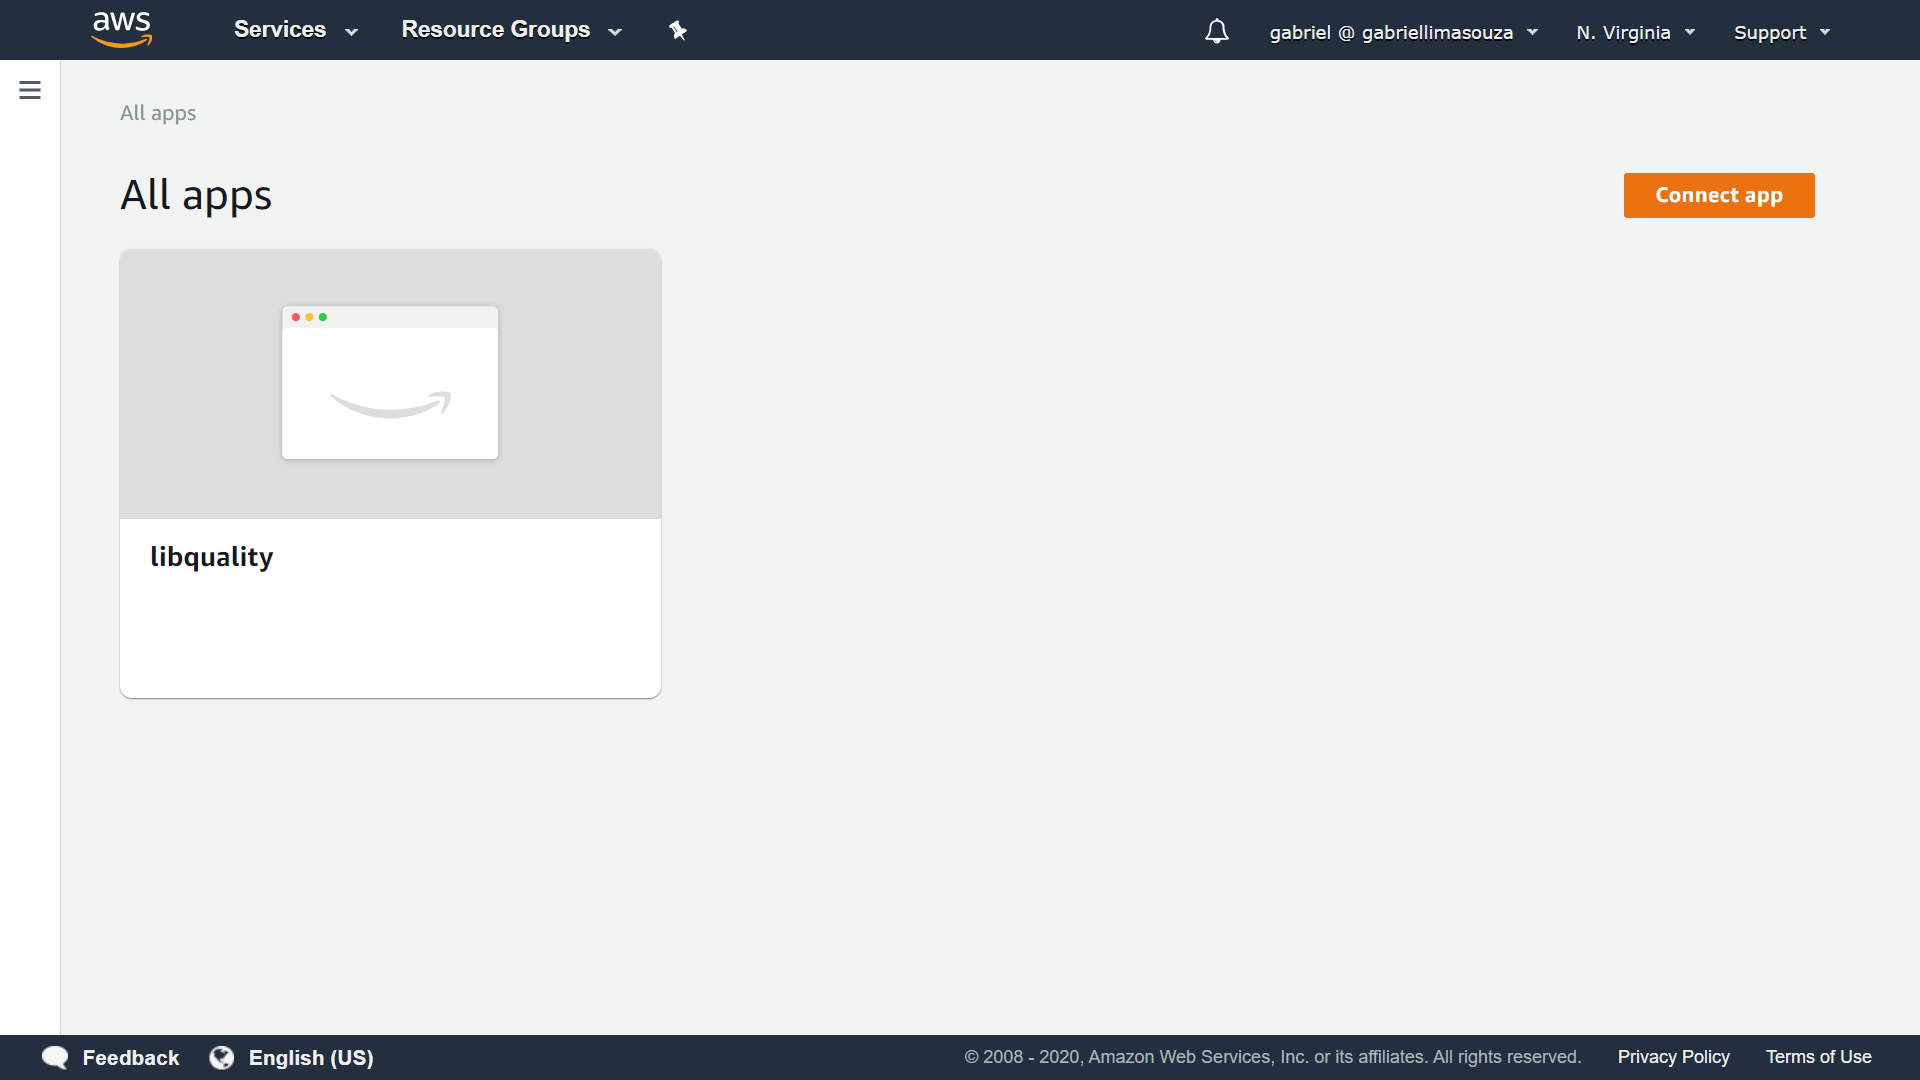 aws
Services
Resource Groups
gabriel @ gabriellimasouza
N. Virginia
Support
All apps
All apps
Connect app
libquality
Feedback
English (US)
© 2008 - 2020, Amazon Web Services, Inc. or its affiliates. All rights reserved.
Privacy Policy
Terms of Use